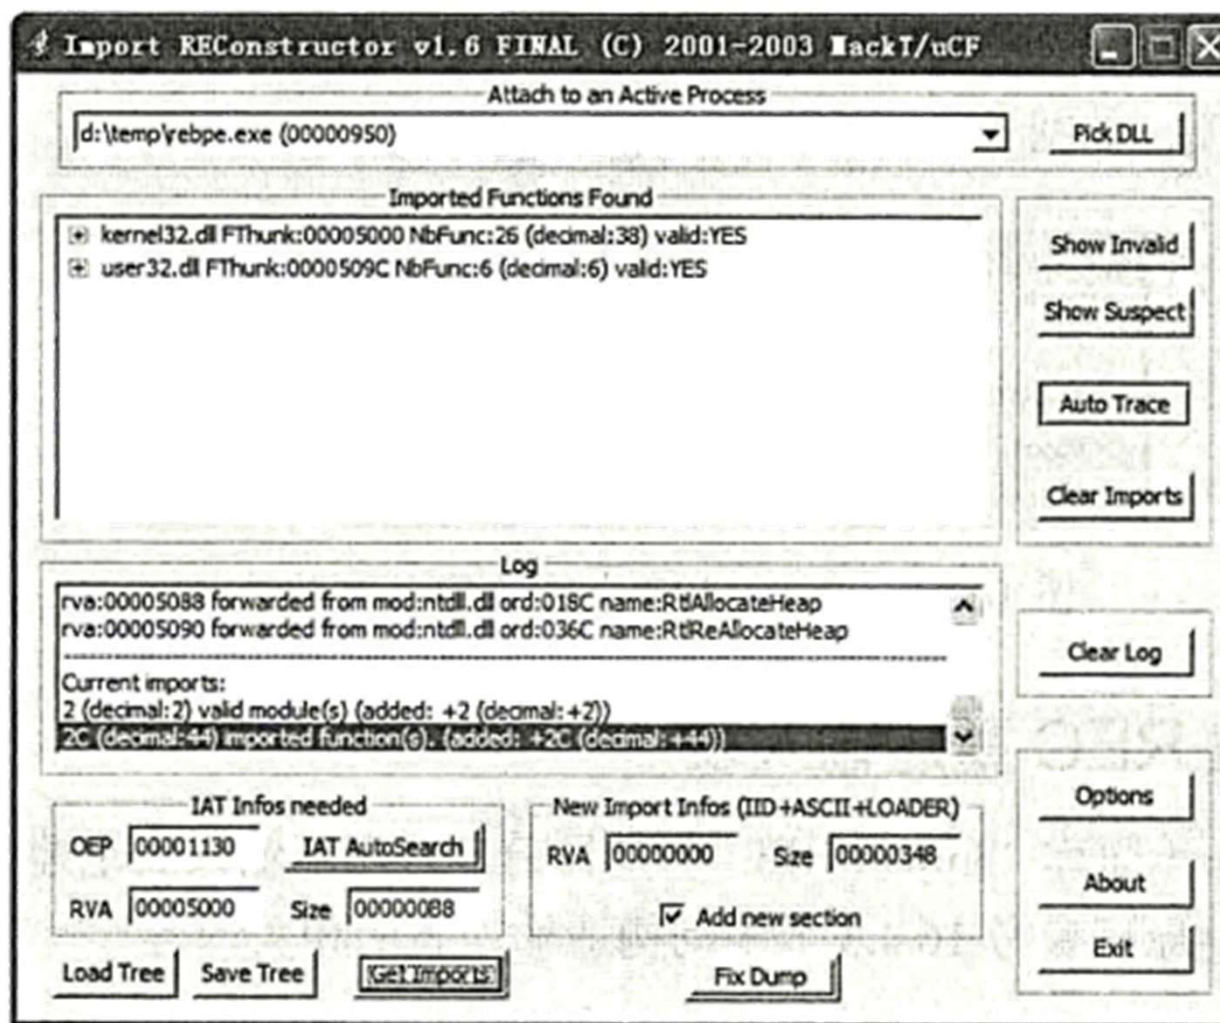 Import REConstructor v1.6 FINAL (C) 2001-2003 MackT/uCF
Attach to an Active Process
d:\temp\rebpe.exe (00000950)
Pick DLL
Imported Functions Found
kernel32.dll FThunk:00005000 NbFunc:26 (decimal:38) valid:YES
user32.dll FThunk:0000509C NbFunc:6 (decimal:6) valid:YES
Show Invalid
Show Suspect
Auto Trace
Clear Imports
Log
rva:00005088 forwarded from mod:ntdll.dll ord:018C name:RtlAllocateHeap
rva:00005090 forwarded from mod:ntdll.dll ord:036C name:RtlReAllocateHeap
Current imports:
2 (decimal:2) valid module(s) (added: +2 (decimal:+2))
2C (decimal:44) imported function(s). (added: +2C (decimal:+44))
Clear Log
IAT Infos needed
OEP 00001130 IAT AutoSearch
RVA 00005000 Size 000000B8
New Import Infos (IID+ASCII+LOADER)
RVA 00000000 Size 00000348
Add new section
Options
About
Exit
Load Tree Save Tree Get Imports Fix Dump